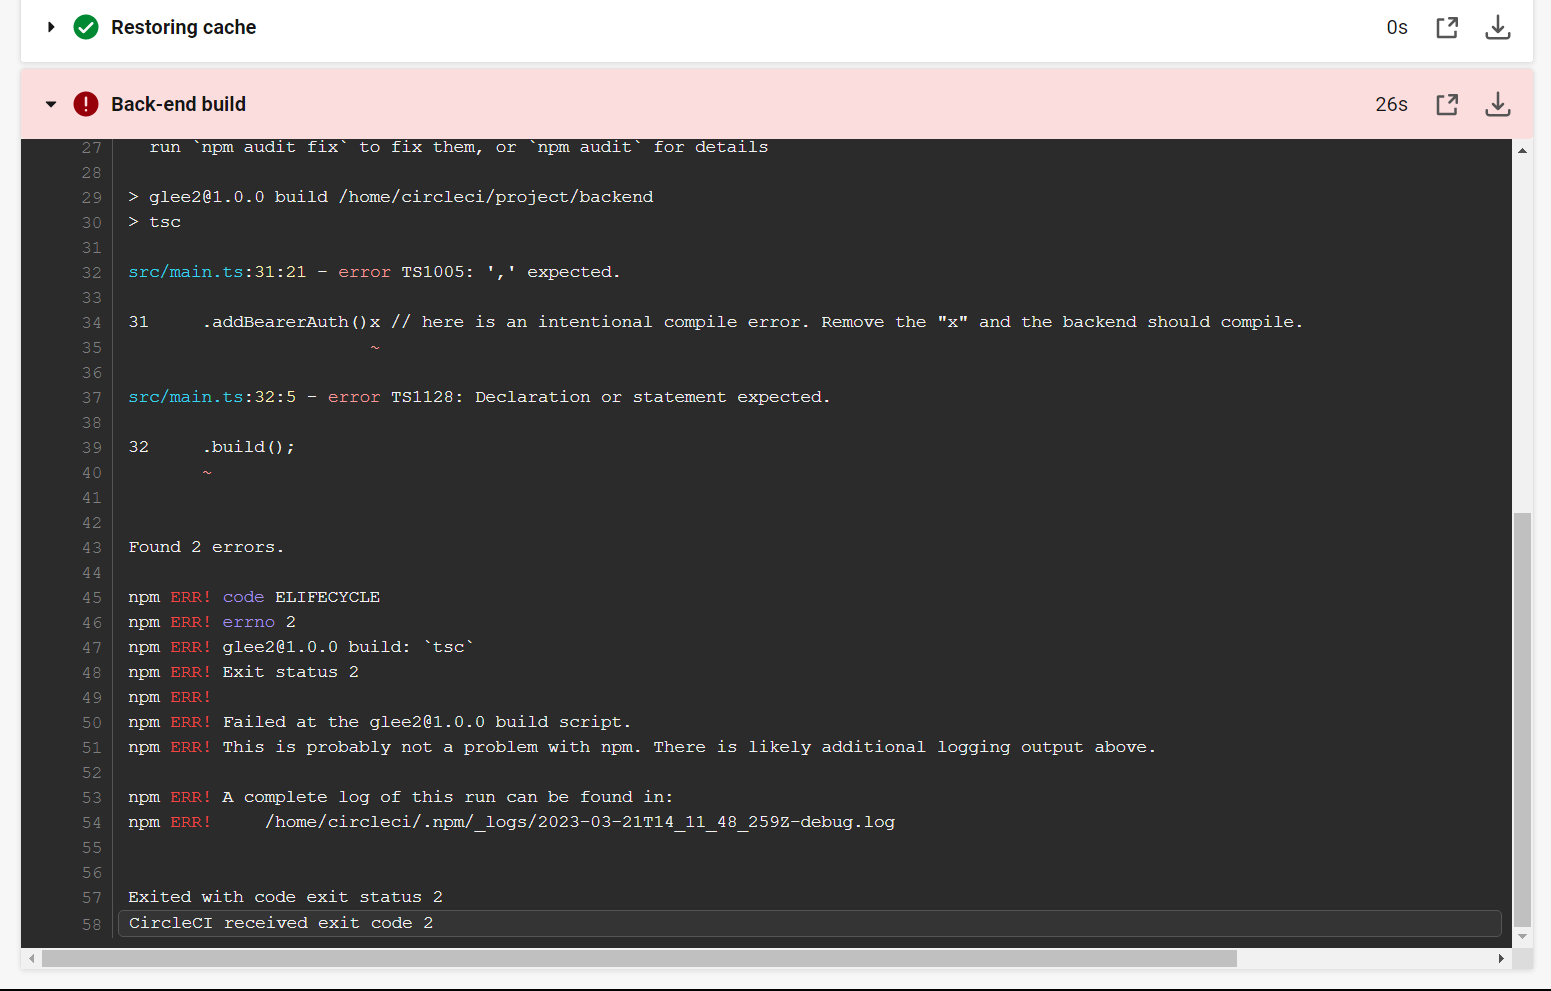 Restoring cache 0s
Back-end build 26s
27 run `npm audit fix` to fix them, or `npm audit` for details
28
29 > glee2@1.0.0 build /home/circleci/project/backend
30 > tsc
31
32 src/main.ts:31:21 - error TS1005: ',' expected.
33
34 31     .addBearerAuth()x // here is an intentional compile error. Remove the "x" and the backend should compile.
35                        ~
36
37 src/main.ts:32:5 - error TS1128: Declaration or statement expected.
38
39 32     .build();
40        ~
41
42
43 Found 2 errors.
44
45 npm ERR! code ELIFECYCLE
46 npm ERR! errno 2
47 npm ERR! glee2@1.0.0 build: `tsc`
48 npm ERR! Exit status 2
49 npm ERR!
50 npm ERR! Failed at the glee2@1.0.0 build script.
51 npm ERR! This is probably not a problem with npm. There is likely additional logging output above.
52
53 npm ERR! A complete log of this run can be found in:
54 npm ERR!     /home/circleci/.npm/_logs/2023-03-21T14_11_48_259Z-debug.log
55
56
57 Exited with code exit status 2
58 CircleCI received exit code 2